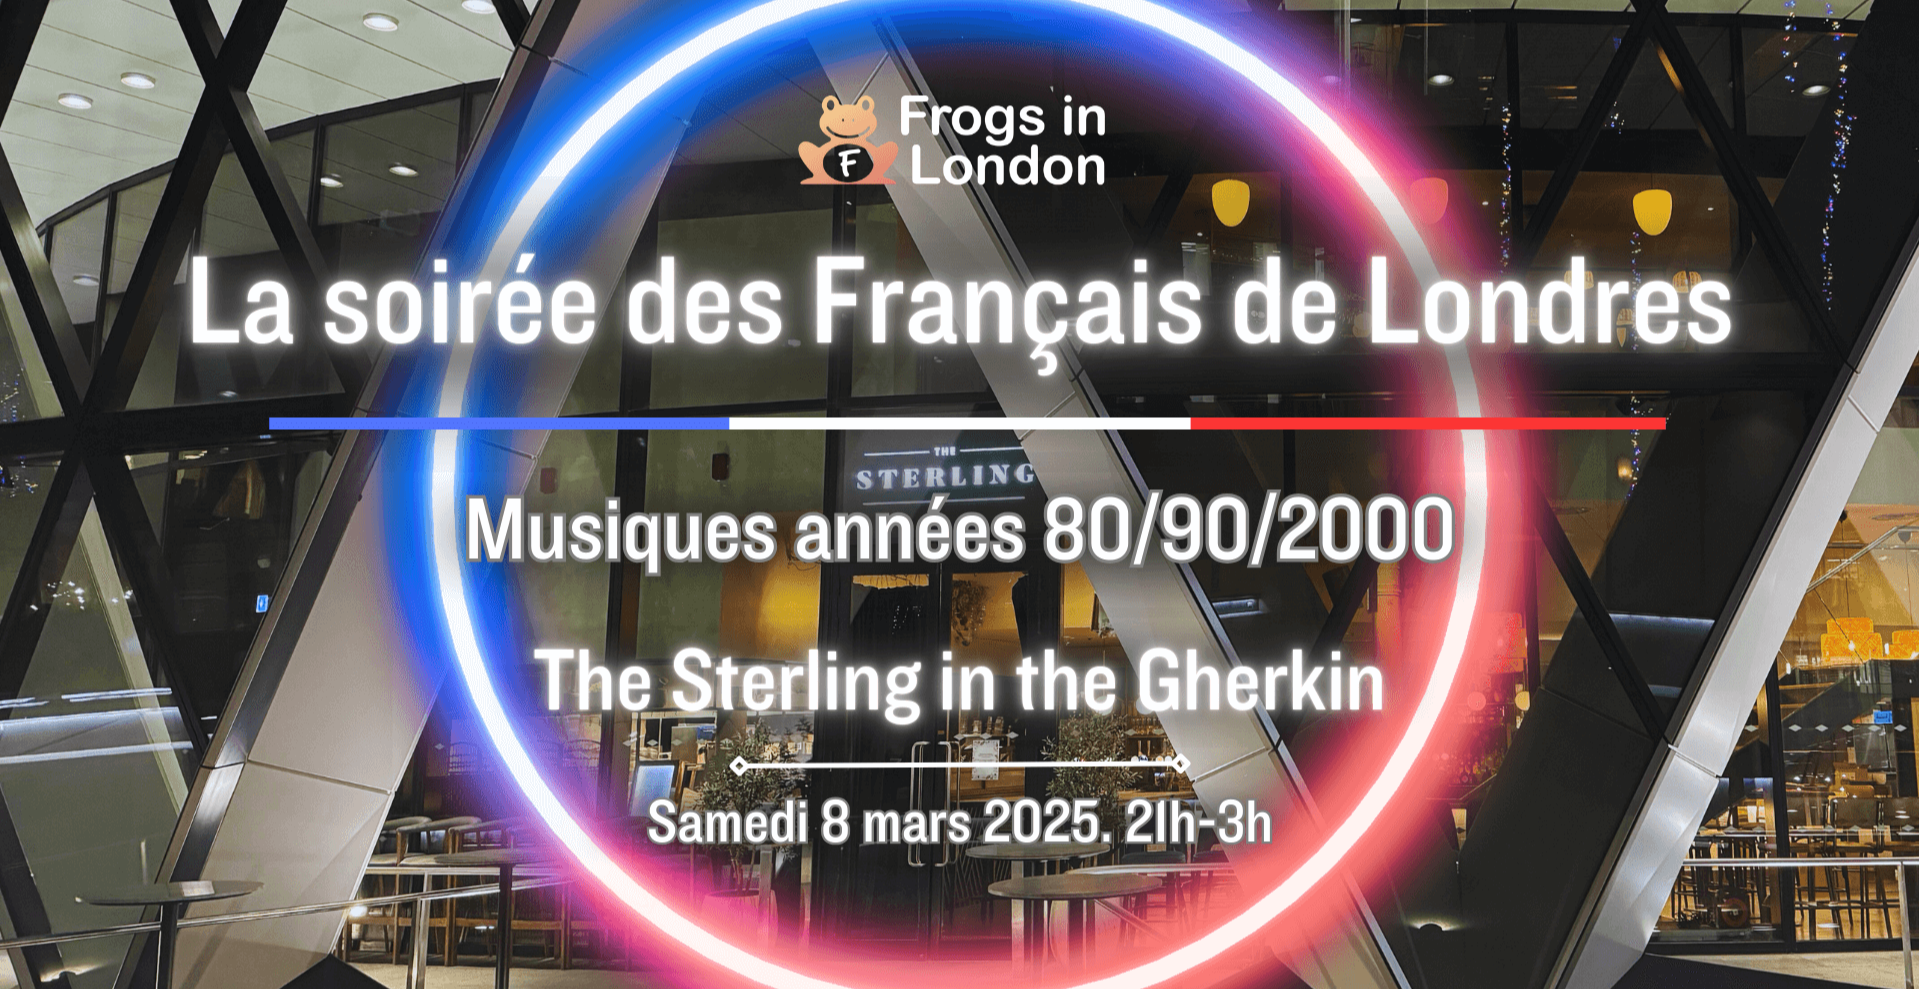 Frogs in
London
F
La soirée des Français de Londres
THE
STERLING
Musiques années 80/90/2000
The Sterling in the Gherkin
Samedi 8 mars 2025. 21h-3h